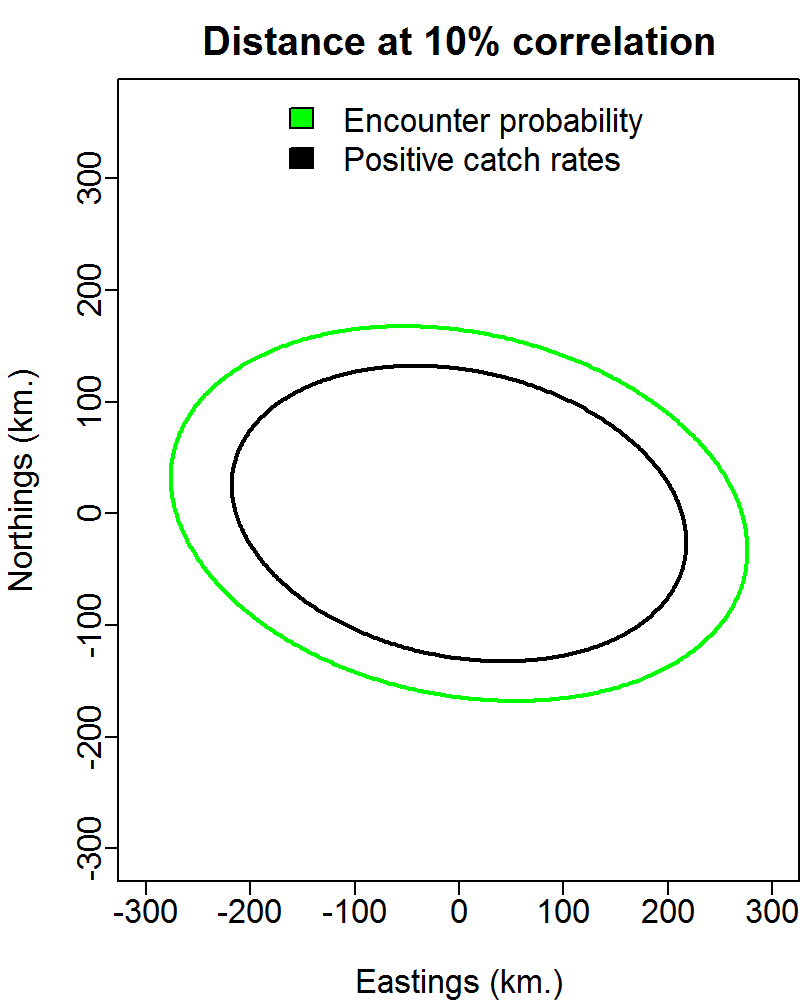 Distance at 10% correlation
Encounter probability
Positive catch rates
300
200
100
0
-100
-200
-300
Northings (km.)
-300 -200 -100 0 100 200 300
Eastings (km.)